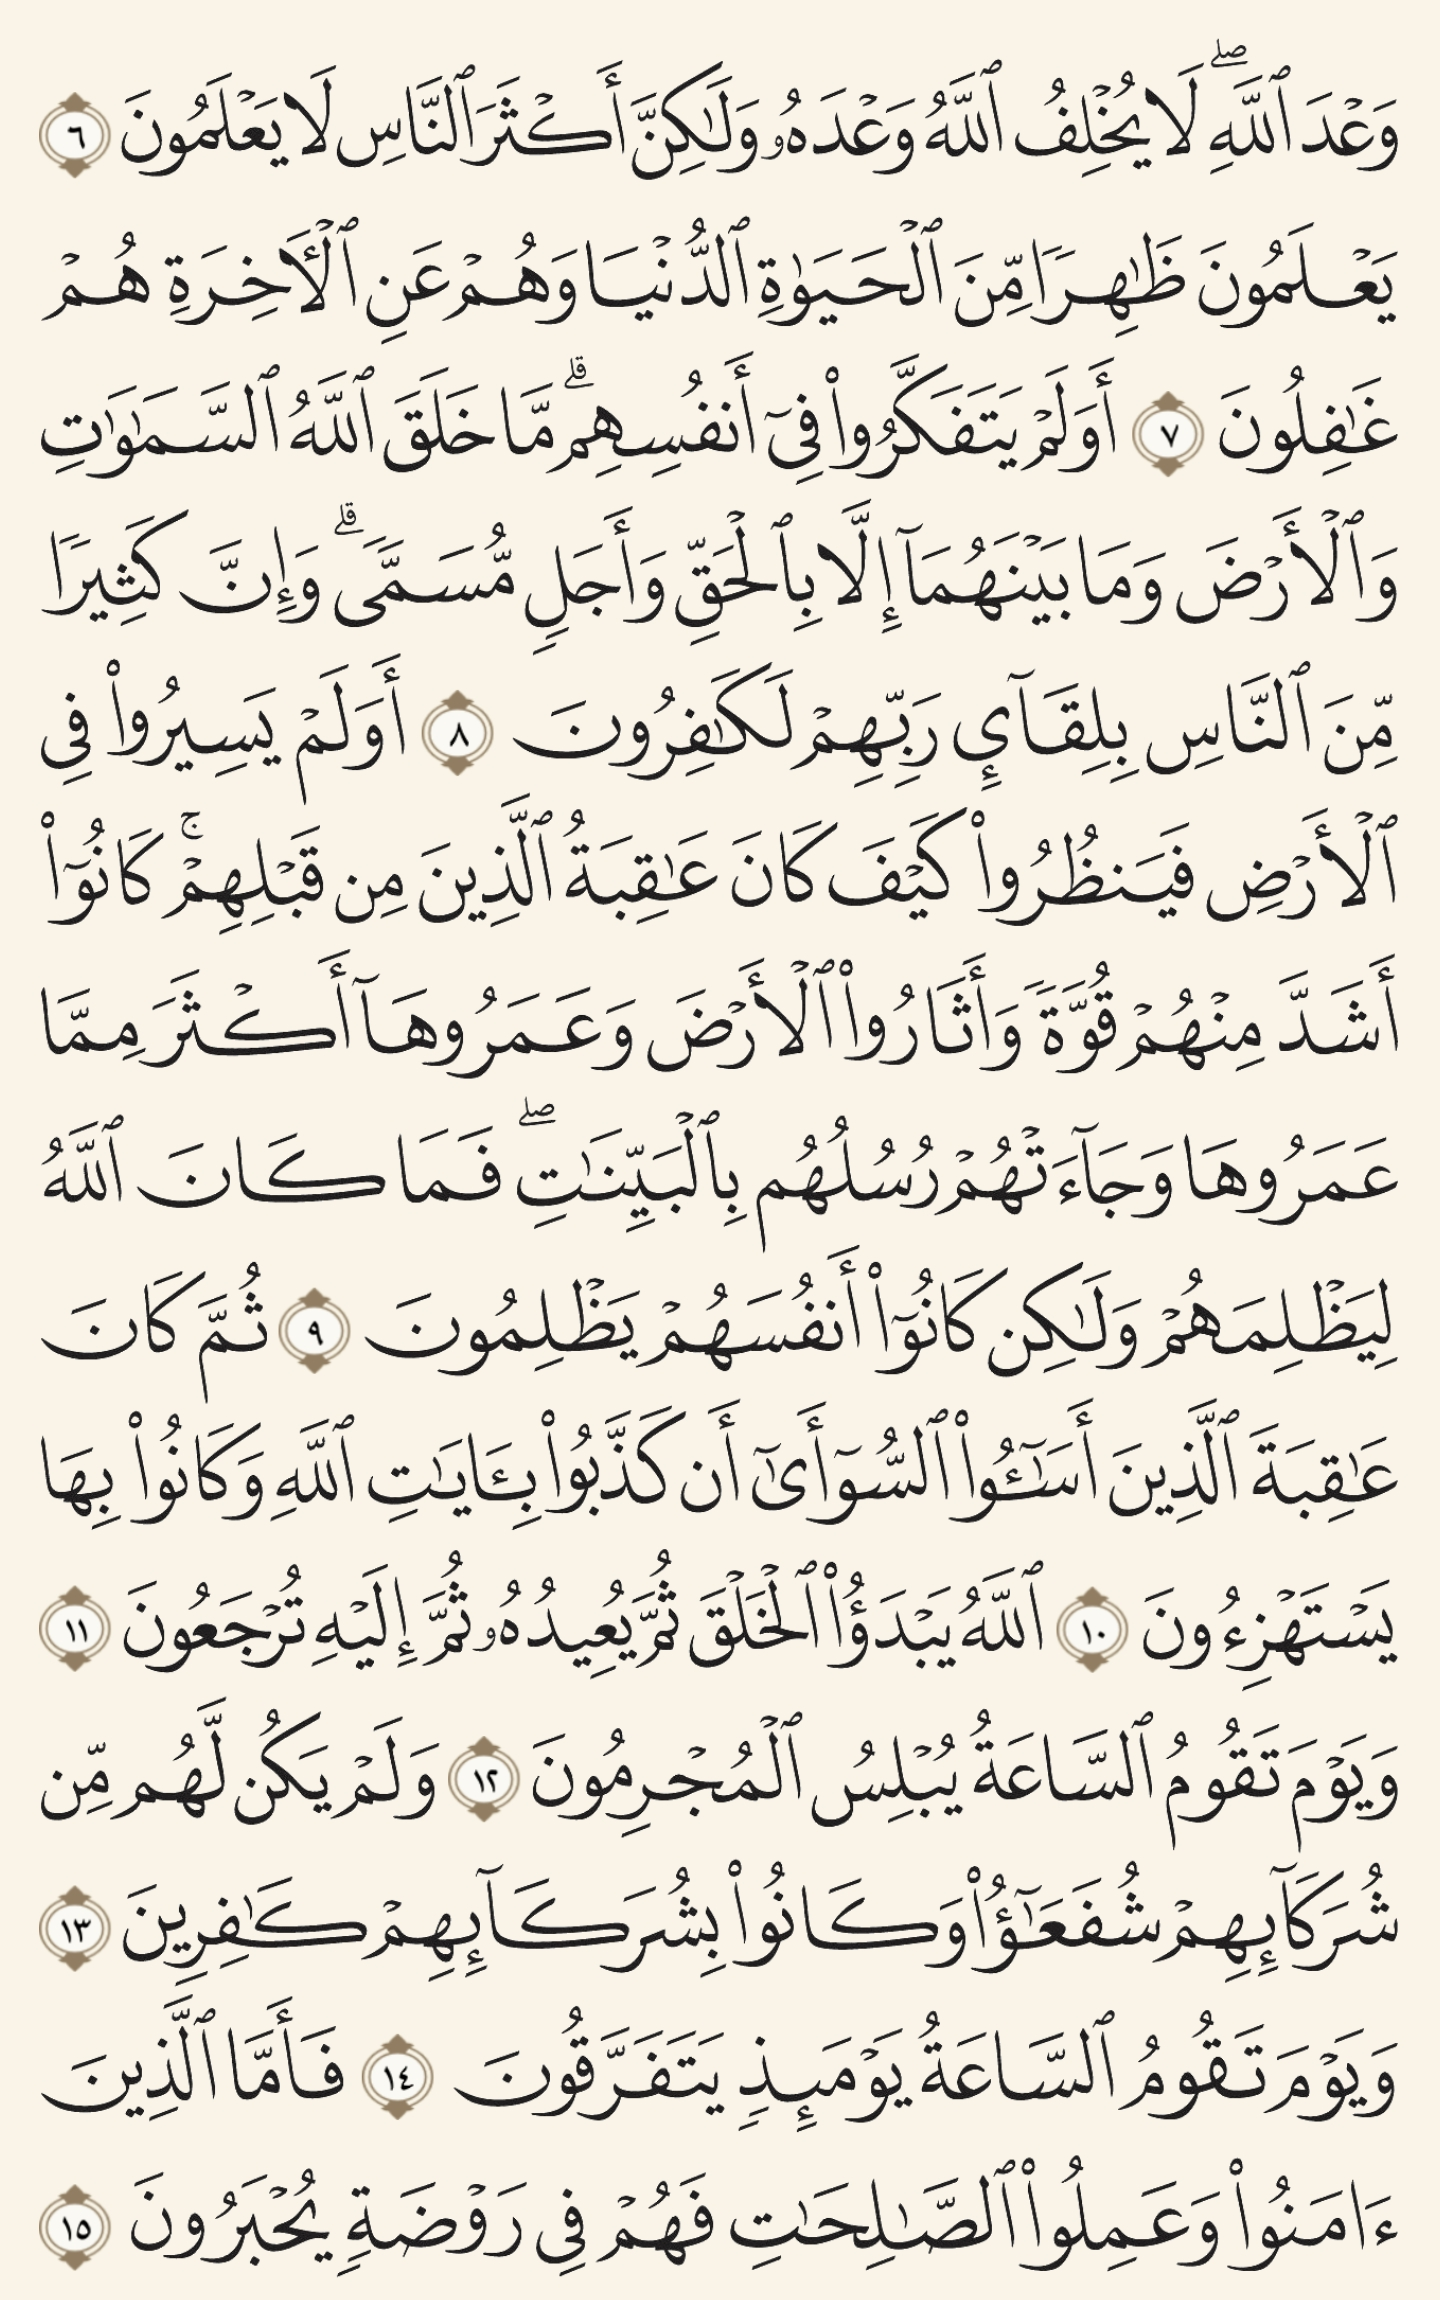 وَعْدَ ٱللَّهِ ۖ لَا يُخْلِفُ ٱللَّهُ وَعْدَهُۥ وَلَـٰكِنَّ أَكْثَرَ ٱلنَّاسِ لَا يَعْلَمُونَ ٦
يَعْلَمُونَ ظَـٰهِرًا مِّنَ ٱلْحَيَوٰةِ ٱلدُّنْيَا وَهُمْ عَنِ ٱلْـَٔاخِرَةِ هُمْ
غَـٰفِلُونَ ٧ أَوَلَمْ يَتَفَكَّرُوا۟ فِىٓ أَنفُسِهِم ۗ مَّا خَلَقَ ٱللَّهُ ٱلسَّمَـٰوَٰتِ
وَٱلْأَرْضَ وَمَا بَيْنَهُمَآ إِلَّا بِٱلْحَقِّ وَأَجَلٍ مُّسَمًّى ۗ وَإِنَّ كَثِيرًا
مِّنَ ٱلنَّاسِ بِلِقَآئِ رَبِّهِمْ لَكَـٰفِرُونَ ٨ أَوَلَمْ يَسِيرُوا۟ فِى
ٱلْأَرْضِ فَيَنظُرُوا۟ كَيْفَ كَانَ عَـٰقِبَةُ ٱلَّذِينَ مِن قَبْلِهِمْ ۚ كَانُوٓا۟
أَشَدَّ مِنْهُمْ قُوَّةً وَأَثَارُوا۟ ٱلْأَرْضَ وَعَمَرُوهَآ أَكْثَرَ مِمَّا
عَمَرُوهَا وَجَآءَتْهُمْ رُسُلُهُم بِٱلْبَيِّنَـٰتِ ۖ فَمَا كَانَ ٱللَّهُ
لِيَظْلِمَهُمْ وَلَـٰكِن كَانُوٓا۟ أَنفُسَهُمْ يَظْلِمُونَ ٩ ثُمَّ كَانَ
عَـٰقِبَةَ ٱلَّذِينَ أَسَـٰٓـُٔوا۟ ٱلسُّوٓأَىٰٓ أَن كَذَّبُوا۟ بِـَٔايَـٰتِ ٱللَّهِ وَكَانُوا۟ بِهَا
يَسْتَهْزِءُونَ ١٠ ٱللَّهُ يَبْدَؤُا۟ ٱلْخَلْقَ ثُمَّ يُعِيدُهُۥ ثُمَّ إِلَيْهِ تُرْجَعُونَ ١١
وَيَوْمَ تَقُومُ ٱلسَّاعَةُ يُبْلِسُ ٱلْمُجْرِمُونَ ١٢ وَلَمْ يَكُن لَّهُم مِّن
شُرَكَآئِهِمْ شُفَعَـٰٓؤُا۟ وَكَانُوا۟ بِشُرَكَآئِهِمْ كَـٰفِرِينَ ١٣
وَيَوْمَ تَقُومُ ٱلسَّاعَةُ يَوْمَئِذٍ يَتَفَرَّقُونَ ١٤ فَأَمَّا ٱلَّذِينَ
ءَامَنُوا۟ وَعَمِلُوا۟ ٱلصَّـٰلِحَـٰتِ فَهُمْ فِى رَوْضَةٍ يُحْبَرُونَ ١٥